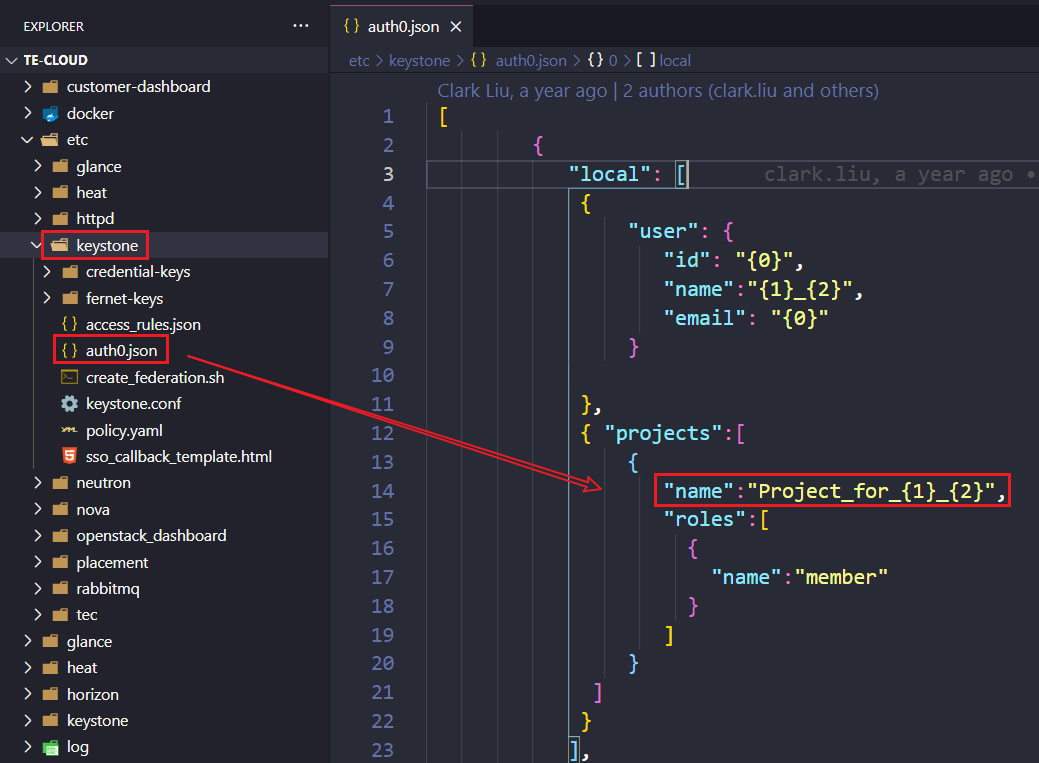 EXPLORER
TE-CLOUD
customer-dashboard
docker
etc
glance
heat
httpd
keystone
credential-keys
fernet-keys
access_rules.json
auth0.json
create_federation.sh
keystone.conf
policy.yaml
sso_callback_template.html
neutron
nova
openstack_dashboard
placement
rabbitmq
tec
glance
heat
horizon
keystone
log
{} auth0.json ×
etc > keystone > {} auth0.json > {} 0 > [ ] local
Clark Liu, a year ago | 2 authors (clark.liu and others)
1 [
2 {
3 "local": [ clark.liu, a year ago •
4 {
5 "user": {
6 "id": "{0}",
7 "name":"{1}_{2}",
8 "email": "{0}"
9 }
10
11 },
12 { "projects":[
13 {
14 "name":"Project_for_{1}_{2}",
15 "roles":[
16 {
17 "name":"member"
18 }
19 ]
20 }
21 ]
22 }
23 ],